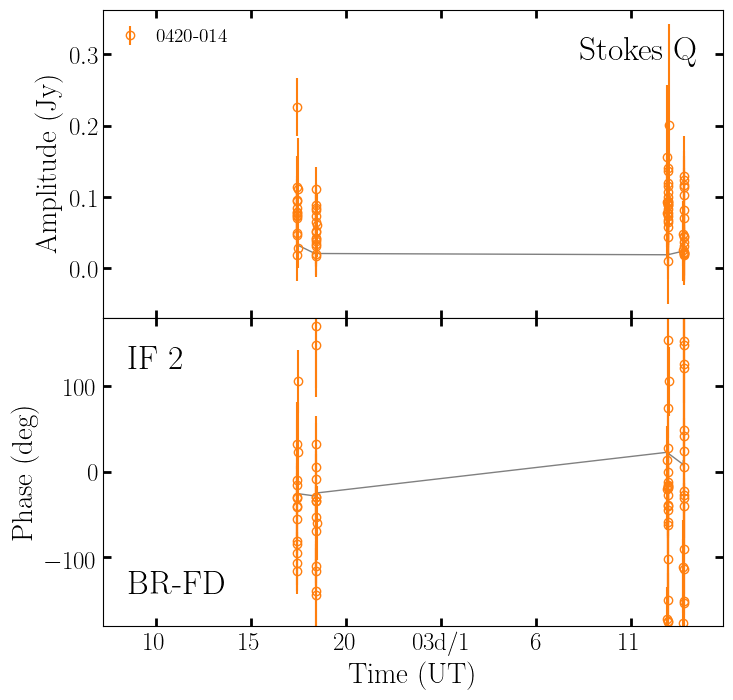 0420-014
Stokes Q
Amplitude (Jy)
0.3
0.2
0.1
0.0
IF 2
BR-FD
Phase (deg)
100
0
−100
10 15 20 03d/1 6 11
Time (UT)